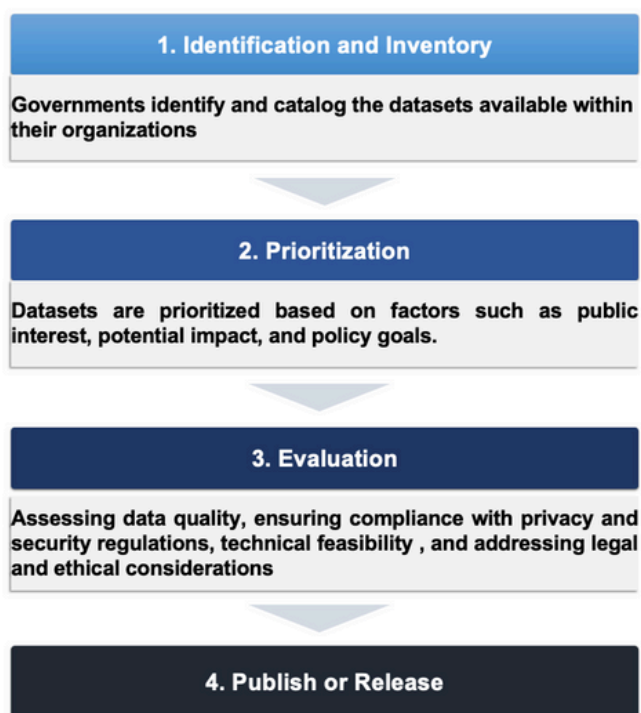 1. Identification and Inventory
Governments identify and catalog the datasets available within
their organizations
2. Prioritization
Datasets are prioritized based on factors such as public
interest, potential impact, and policy goals.
3. Evaluation
Assessing data quality, ensuring compliance with privacy and
security regulations, technical feasibility , and addressing legal
and ethical considerations
4. Publish or Release